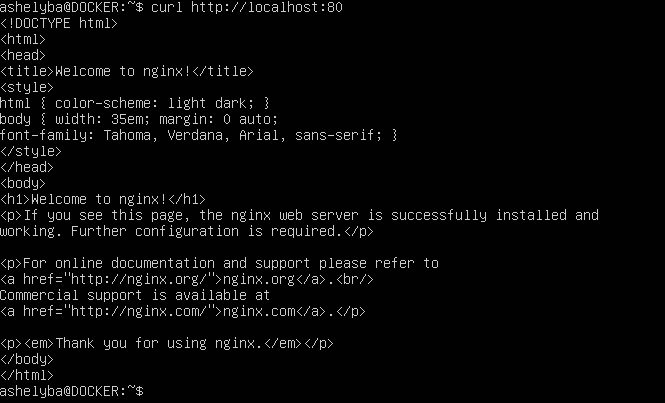 ashelyba@DOCKER:~$ curl http://localhost:80
<!DOCTYPE html>
<html>
<head>
<title>Welcome to nginx!</title>
<style>
html { color-scheme: light dark; }
body { width: 35em; margin: 0 auto;
font-family: Tahoma, Verdana, Arial, sans-serif; }
</style>
</head>
<body>
<h1>Welcome to nginx!</h1>
<p>If you see this page, the nginx web server is successfully installed and
working. Further configuration is required.</p>

<p>For online documentation and support please refer to
<a href="http://nginx.org/">nginx.org</a>.<br/>
Commercial support is available at
<a href="http://nginx.com/">nginx.com</a>.</p>

<p><em>Thank you for using nginx.</em></p>
</body>
</html>
ashelyba@DOCKER:~$